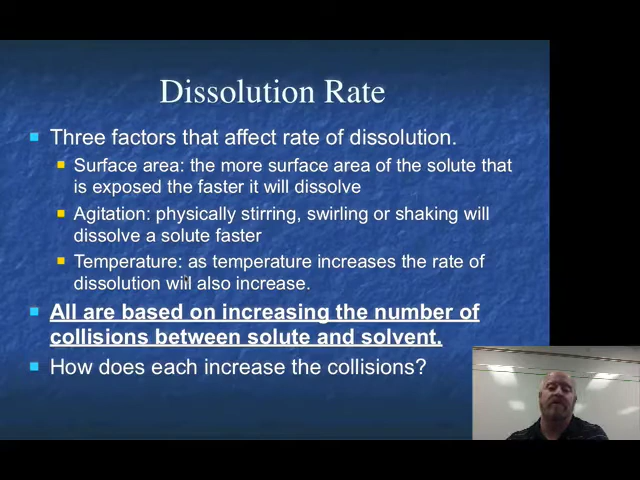 Dissolution Rate
Three factors that affect rate of dissolution.
Surface area: the more surface area of the solute that
is exposed the faster it will dissolve
Agitation: physically stirring, swirling or shaking will
dissolve a solute faster
Temperature: as temperature increases the rate of
dissolution will also increase.
All are based on increasing the number of
collisions between solute and solvent.
How does each increase the collisions?